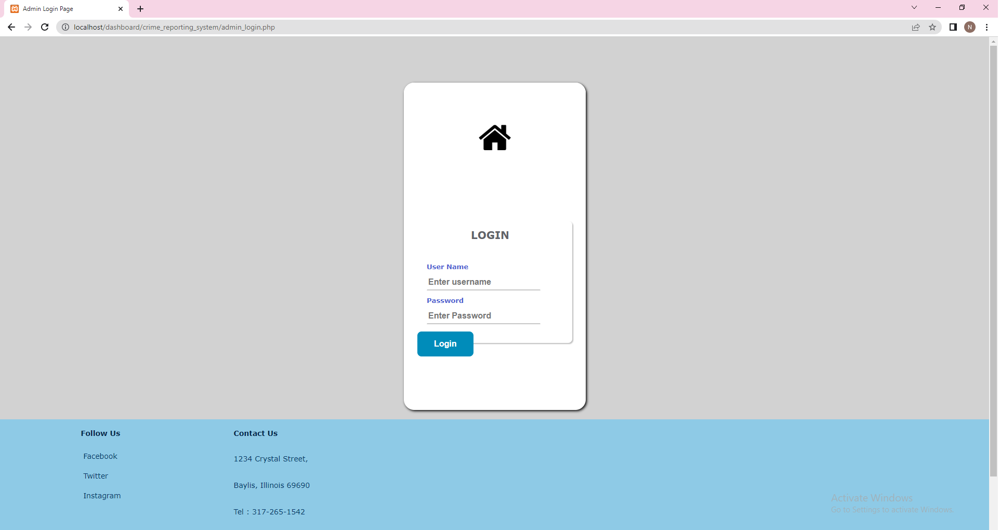 Admin Login Page
localhost/dashboard/crime_reporting_system/admin_login.php
N
LOGIN
User Name
Enter username
Password
Enter Password
Login
Follow Us
Facebook
Twitter
Instagram
Contact Us
1234 Crystal Street,
Baylis, Illinois 69690
Tel : 317-265-1542
Activate Windows
Go to Settings to activate Windows.